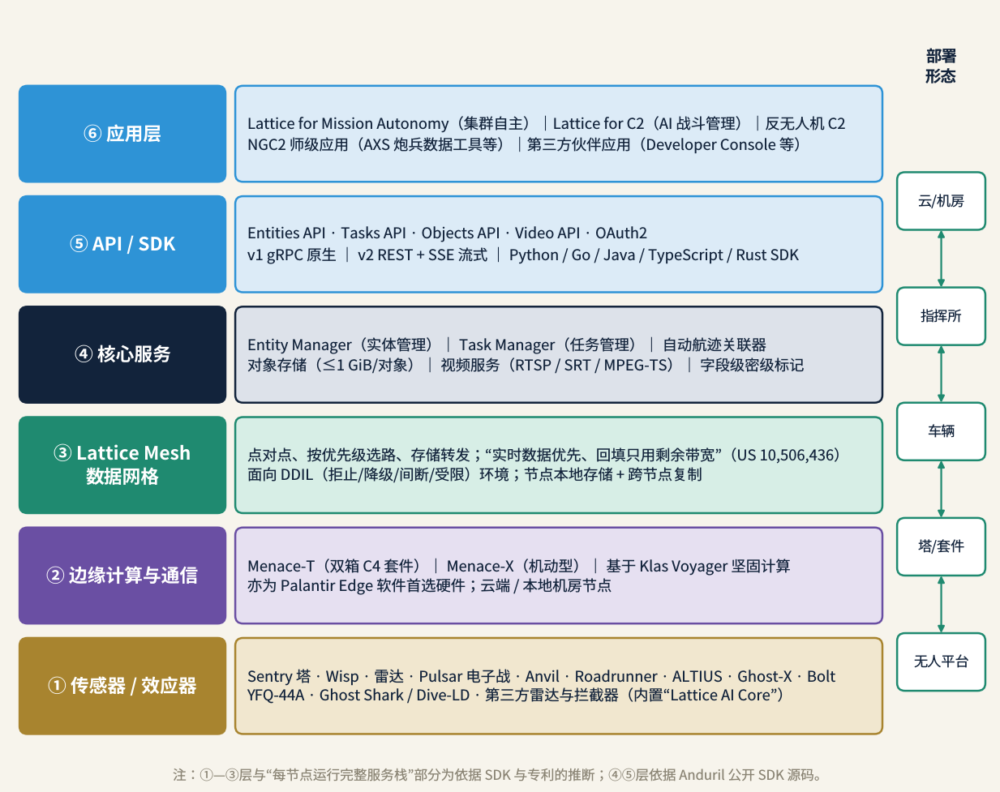 部署
形态
⑥ 应用层
Lattice for Mission Autonomy（集群自主）｜Lattice for C2（AI 战斗管理）｜反无人机 C2
NGC2 师级应用（AXS 炮兵数据工具等）｜第三方伙伴应用（Developer Console 等）
云/机房
⑤ API / SDK
Entities API · Tasks API · Objects API · Video API · OAuth2
v1 gRPC 原生 ｜ v2 REST + SSE 流式 ｜ Python / Go / Java / TypeScript / Rust SDK
指挥所
④ 核心服务
Entity Manager（实体管理）｜ Task Manager（任务管理）｜ 自动航迹关联器
对象存储（≤1 GiB/对象）｜ 视频服务（RTSP / SRT / MPEG-TS）｜ 字段级密级标记
车辆
③ Lattice Mesh
数据网格
点对点、按优先级选路、存储转发；“实时数据优先、回填只用剩余带宽”（US 10,506,436）
面向 DDIL（拒止/降级/间断/受限）环境；节点本地存储 + 跨节点复制
塔/套件
② 边缘计算与通信
Menace-T（双箱 C4 套件）｜ Menace-X（机动型）｜ 基于 Klas Voyager 坚固计算
亦为 Palantir Edge 软件首选硬件；云端 / 本地机房节点
无人平台
① 传感器 / 效应器
Sentry 塔 · Wisp · 雷达 · Pulsar 电子战 · Anvil · Roadrunner · ALTIUS · Ghost-X · Bolt
YFQ-44A · Ghost Shark / Dive-LD · 第三方雷达与拦截器（内置“Lattice AI Core”）
注：①—③层与“每节点运行完整服务栈”部分为依据 SDK 与专利的推断；④⑤层依据 Anduril 公开 SDK 源码。